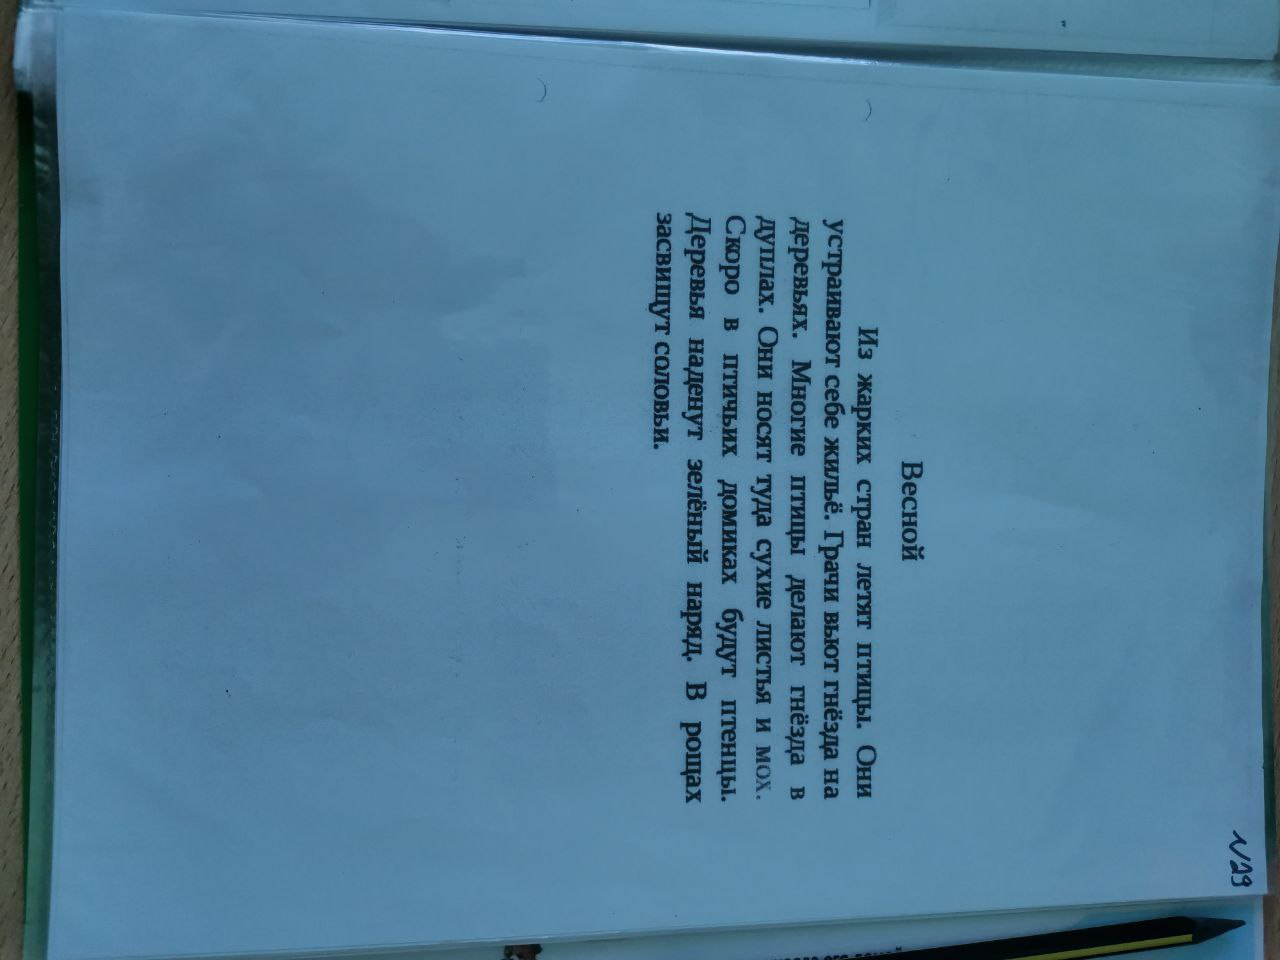 №29
Весной
Из жарких стран летят птицы. Они
устраивают себе жильё. Грачи вьют гнёзда на
деревьях. Многие птицы делают гнёзда в
дуплах. Они носят туда сухие листья и мох.
Скоро в птичьих домиках будут птенцы.
Деревья наденут зелёный наряд. В рощах
засвищут соловьи.